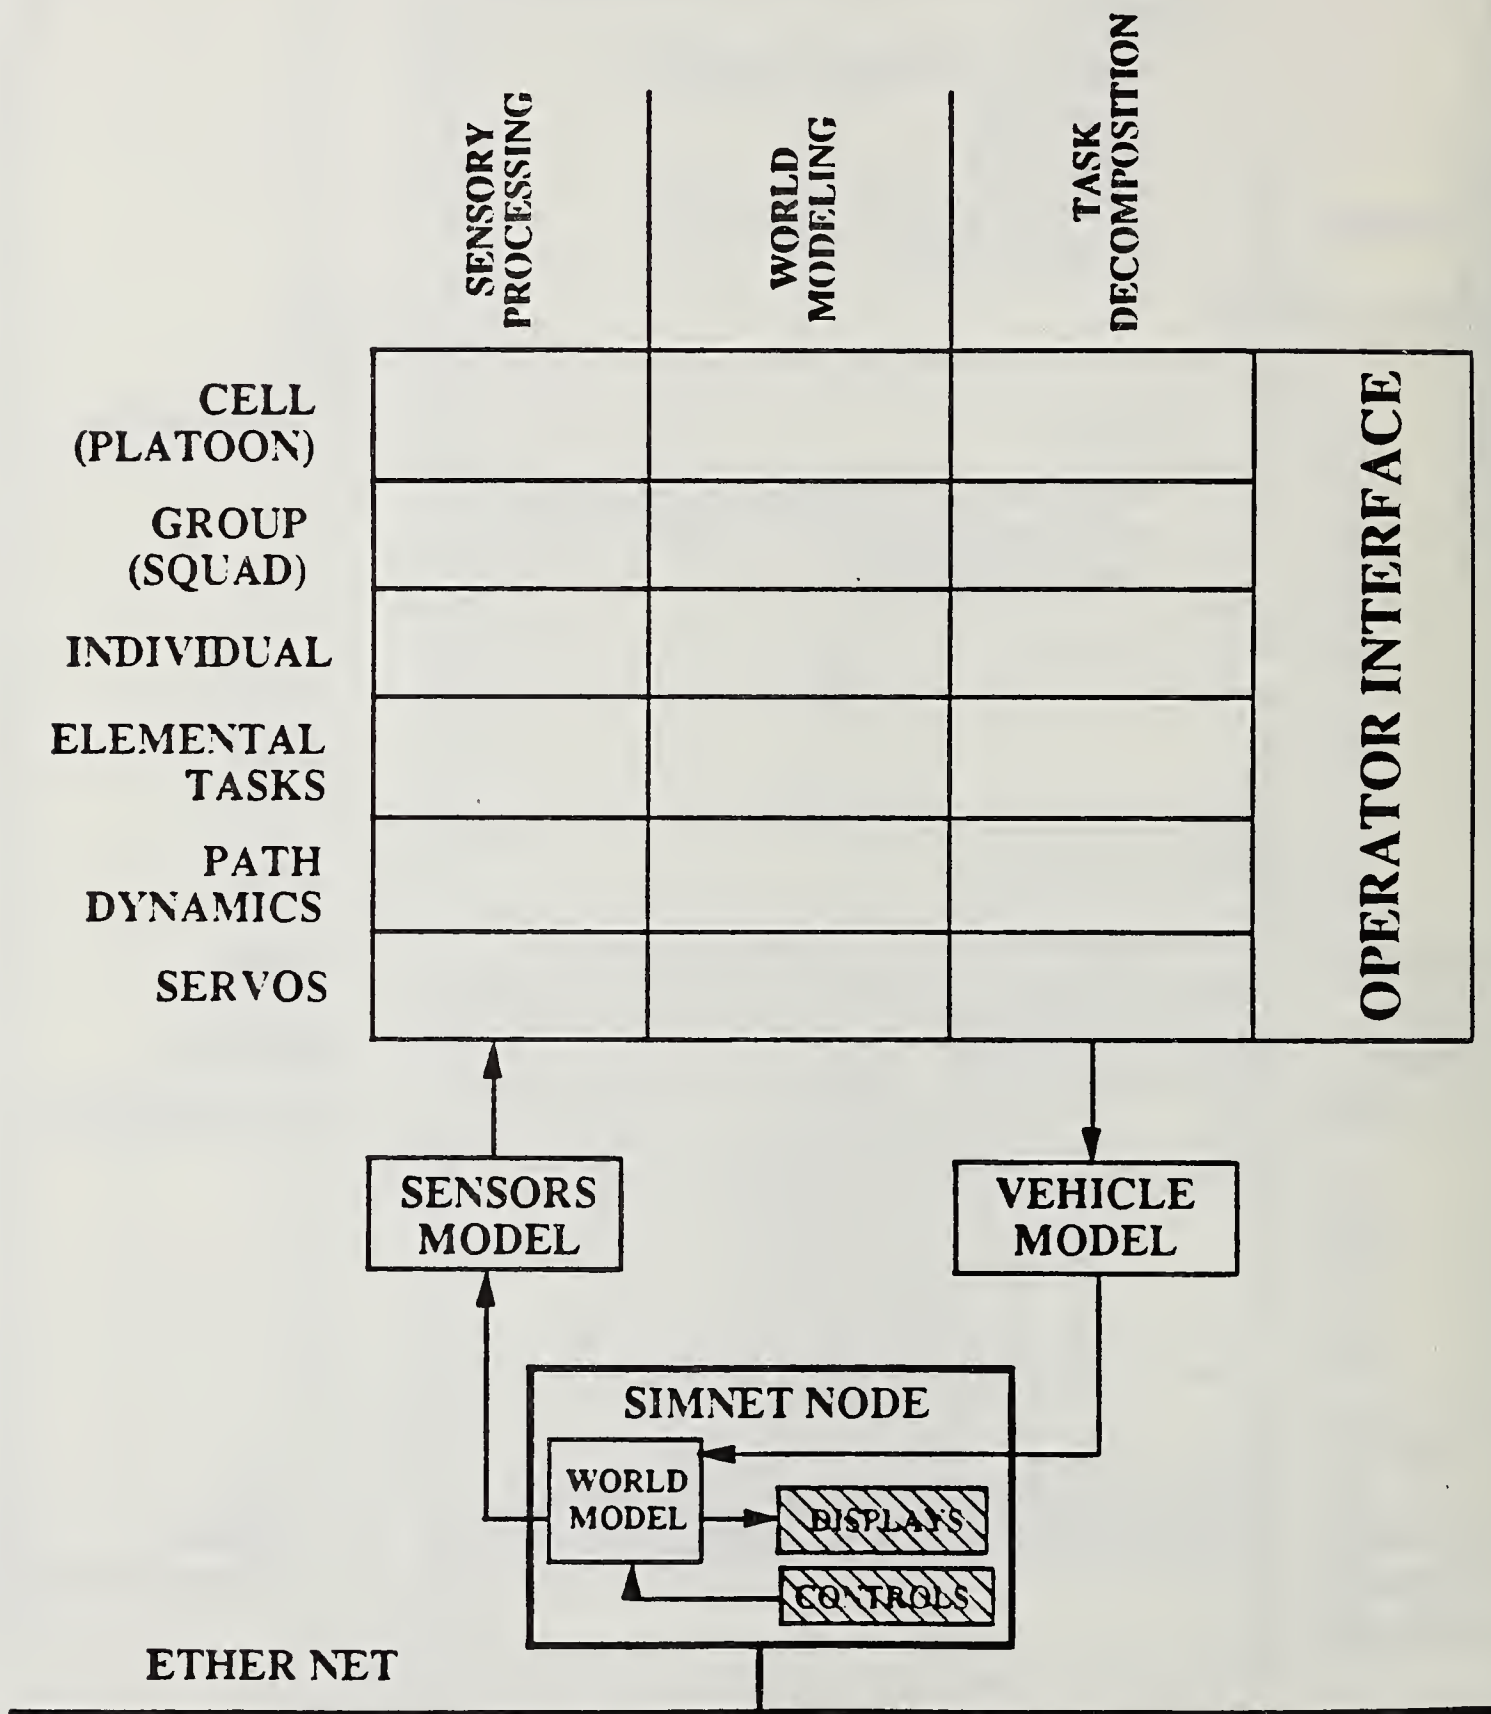 SENSORY
PROCESSING
WORLD
MODELING
TASK
DECOMPOSITION
CELL
(PLATOON)
GROUP
(SQUAD)
INDIVIDUAL
ELEMENTAL
TASKS
PATH
DYNAMICS
SERVOS
OPERATOR INTERFACE
SENSORS
MODEL
VEHICLE
MODEL
SIMNET NODE
WORLD
MODEL
DISPLAYS
CONTROLS
ETHER NET